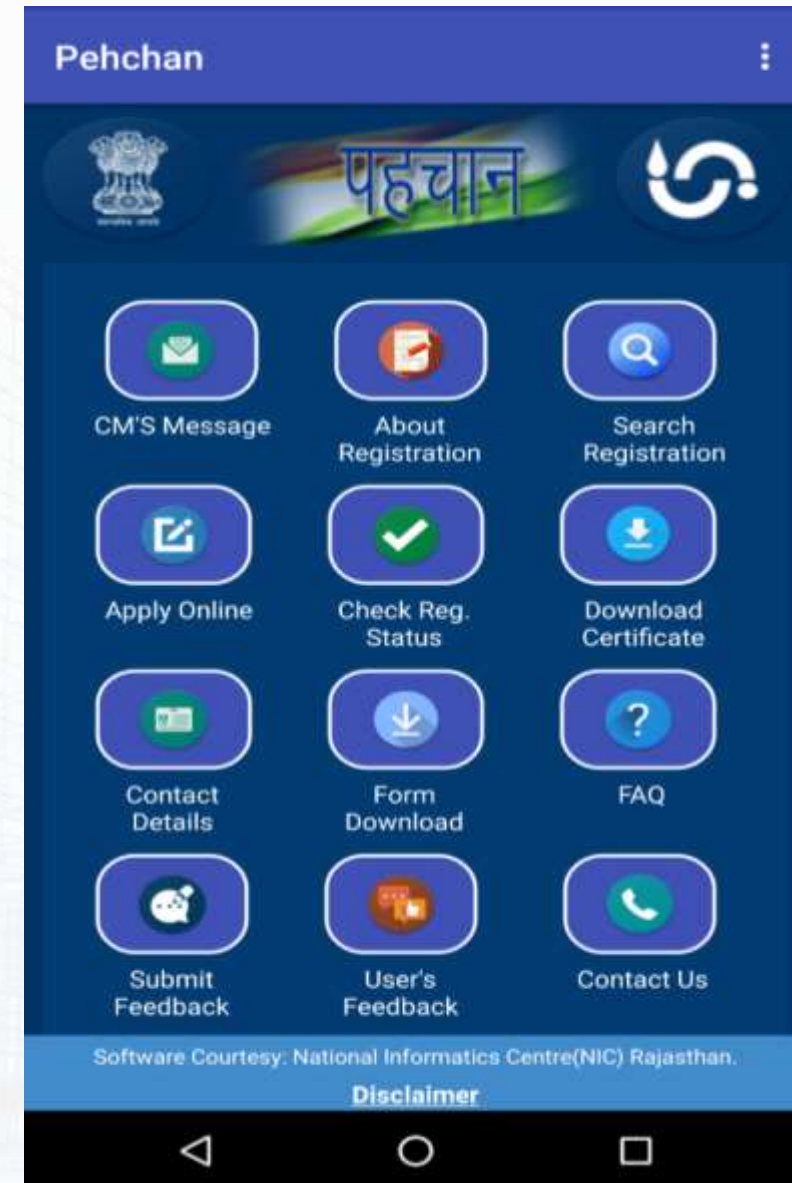 Pehchan
पहचान
CM'S Message
About
Registration
Search
Registration
Apply Online
Check Reg.
Status
Download
Certificate
Contact
Details
Form
Download
FAQ
Submit
Feedback
User's
Feedback
Contact Us
Software Courtesy: National Informatics Centre(NIC) Rajasthan.
Disclaimer